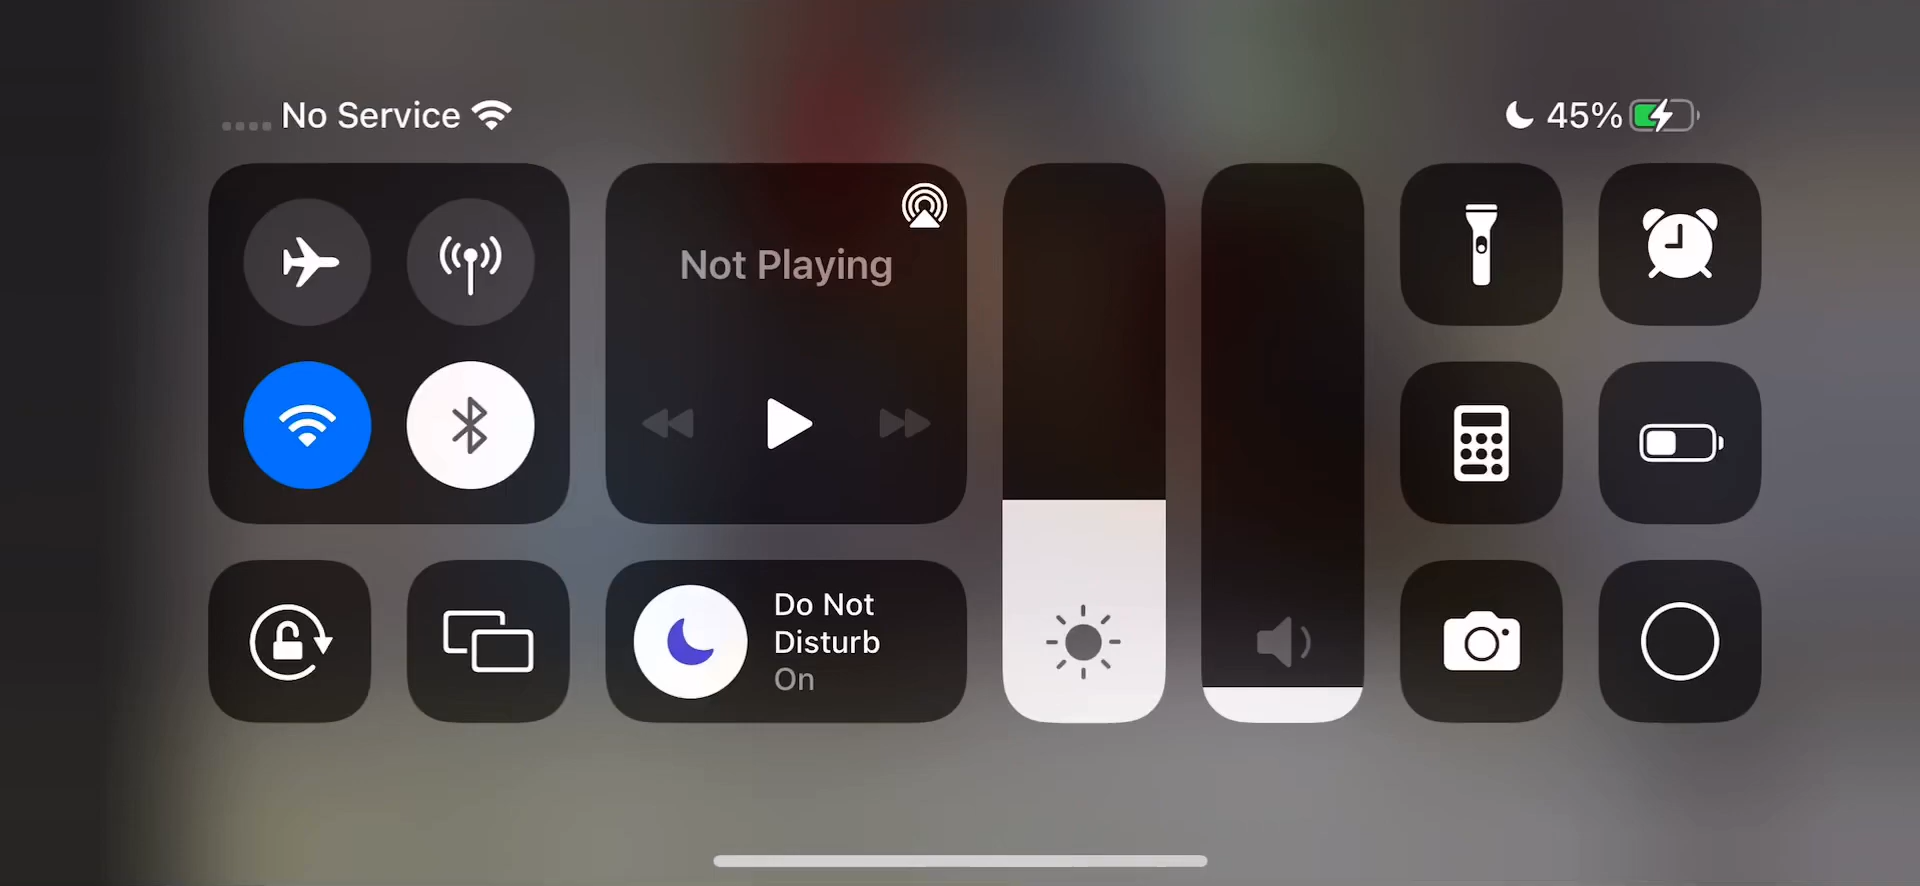 No Service
45%
Not Playing
Do Not
Disturb
On